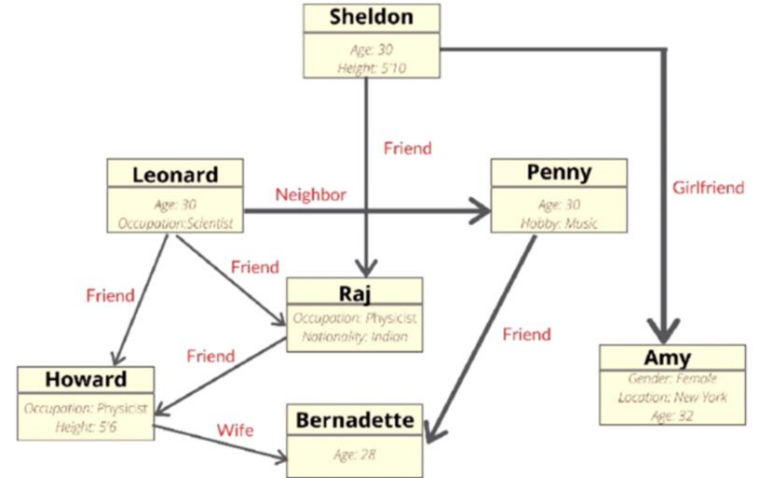 Sheldon
Age: 30
Height: 5'10
Friend
Girlfriend
Leonard
Age: 30
Occupation:Scientist
Neighbor
Penny
Age: 30
Hobby: Music
Friend
Friend
Raj
Occupation: Physicist
Nationality: Indian
Friend
Friend
Amy
Gender: Female
Location: New York
Age: 32
Howard
Occupation: Physicist
Height: 5'6
Wife
Bernadette
Age: 28